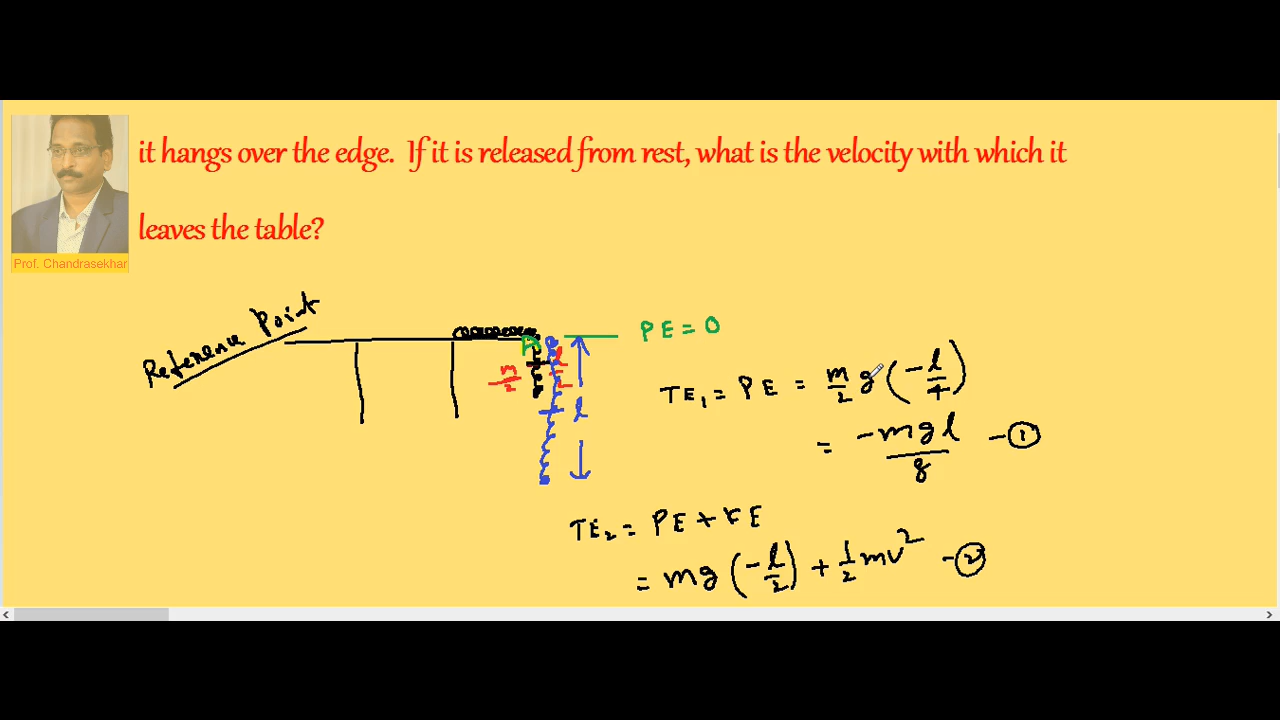 it hangs over the edge. If it is released from rest, what is the velocity with which it
leaves the table?
Prof. Chandrasekhar
Reference Point
PE = 0
m/2
l/2
l
TE₁ = PE = m/2 g (-l/4)
= -mgl/8 -①
TE₂ = PE + KE
= mg (-l/2) + 1/2 mv² -②